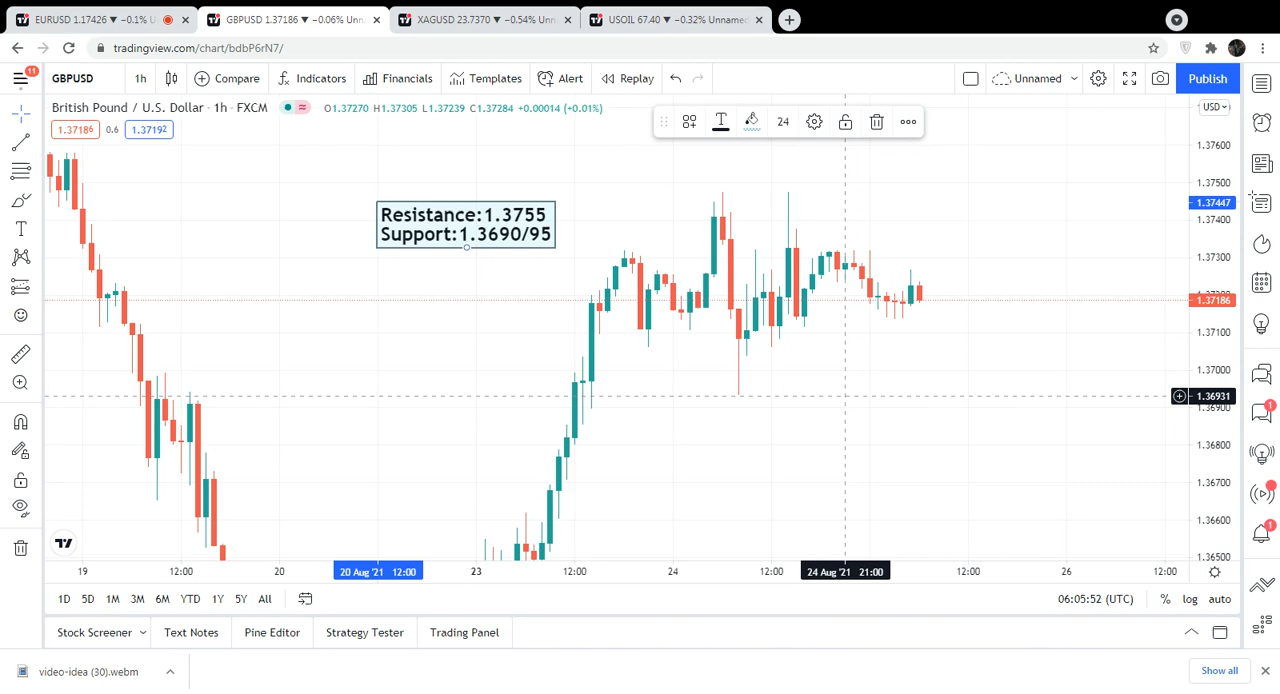 EURUSD 1.17426 ▼ −0.1% U
GBPUSD 1.37186 ▼ −0.06% Unn
XAGUSD 23.7370 ▼ −0.54% Unn
USOIL 67.40 ▼ −0.32% Unnamed
tradingview.com/chart/bdbP6rN7/
11
GBPUSD
1h
Compare
Indicators
Financials
Templates
Alert
Replay
Unnamed
Publish
British Pound / U.S. Dollar · 1h · FXCM
O1.37270 H1.37305 L1.37239 C1.37284 +0.00014 (+0.01%)
USD
1.37186
0.6
1.37192
T
24
Resistance:1.3755
Support:1.3690/95
1.37600
1.37500
1.37447
1.37400
1.37300
1.37186
1.37100
1.37000
1.36931
1.36900
1.36800
1.36700
1.36600
1.36500
19
12:00
20
20 Aug '21 12:00
23
12:00
24
12:00
24 Aug '21 21:00
12:00
26
12:00
1D
5D
1M
3M
6M
YTD
1Y
5Y
All
06:05:52 (UTC)
%
log
auto
Stock Screener
Text Notes
Pine Editor
Strategy Tester
Trading Panel
1
1
video-idea (30).webm
Show all